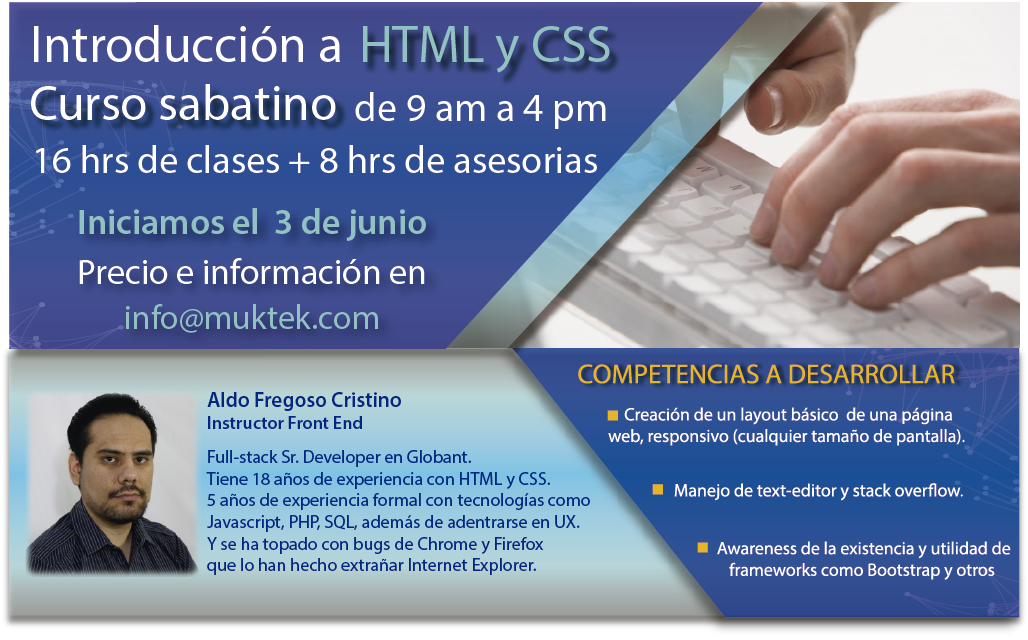 Introducción a HTML y CSS
Curso sabatino de 9 am a 4 pm
16 hrs de clases + 8 hrs de asesorias
Iniciamos el 3 de junio
Precio e información en
info@muktek.com
Aldo Fregoso Cristino
Instructor Front End
Full-stack Sr. Developer en Globant.
Tiene 18 años de experiencia con HTML y CSS.
5 años de experiencia formal con tecnologías como
Javascript, PHP, SQL, además de adentrarse en UX.
Y se ha topado con bugs de Chrome y Firefox
que lo han hecho extrañar Internet Explorer.
COMPETENCIAS A DESARROLLAR
Creación de un layout básico de una página
web, responsivo (cualquier tamaño de pantalla).
Manejo de text-editor y stack overflow.
Awareness de la existencia y utilidad de
frameworks como Bootstrap y otros